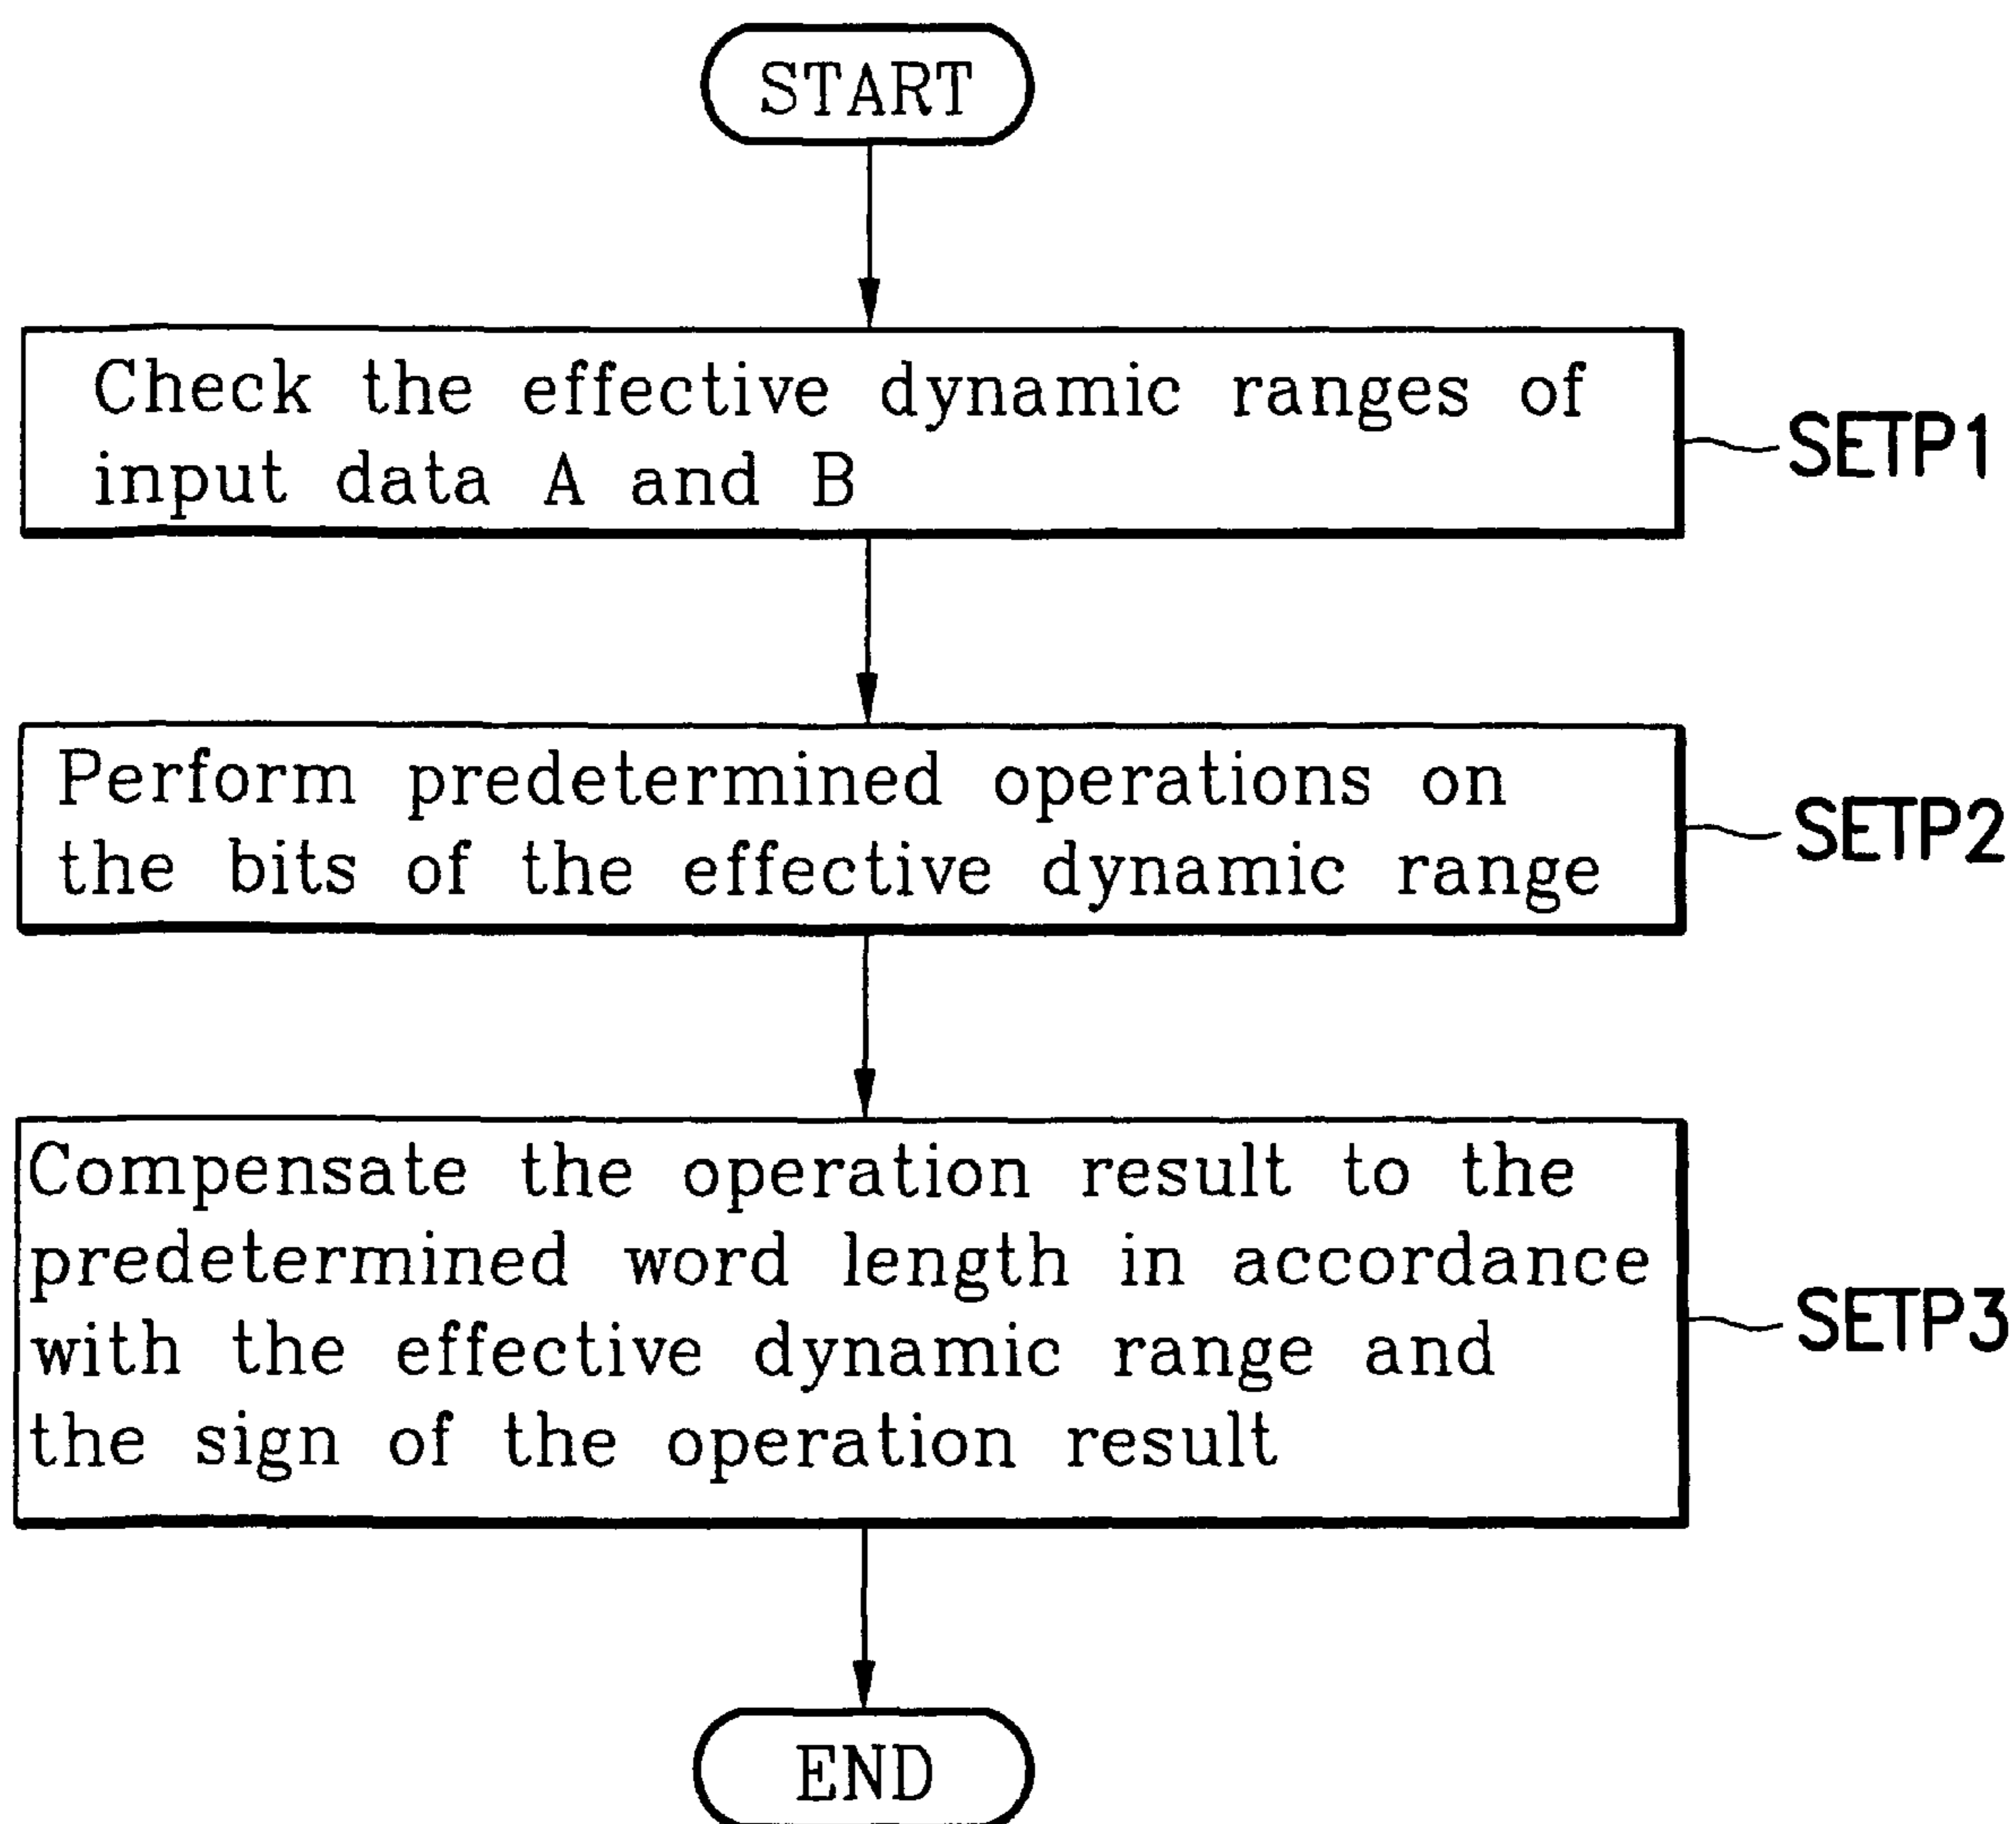 START
Check the effective dynamic ranges of
input data A and B
SETP1
Perform predetermined operations on
the bits of the effective dynamic range
SETP2
Compensate the operation result to the
predetermined word length in accordance
with the effective dynamic range and
the sign of the operation result
SETP3
END